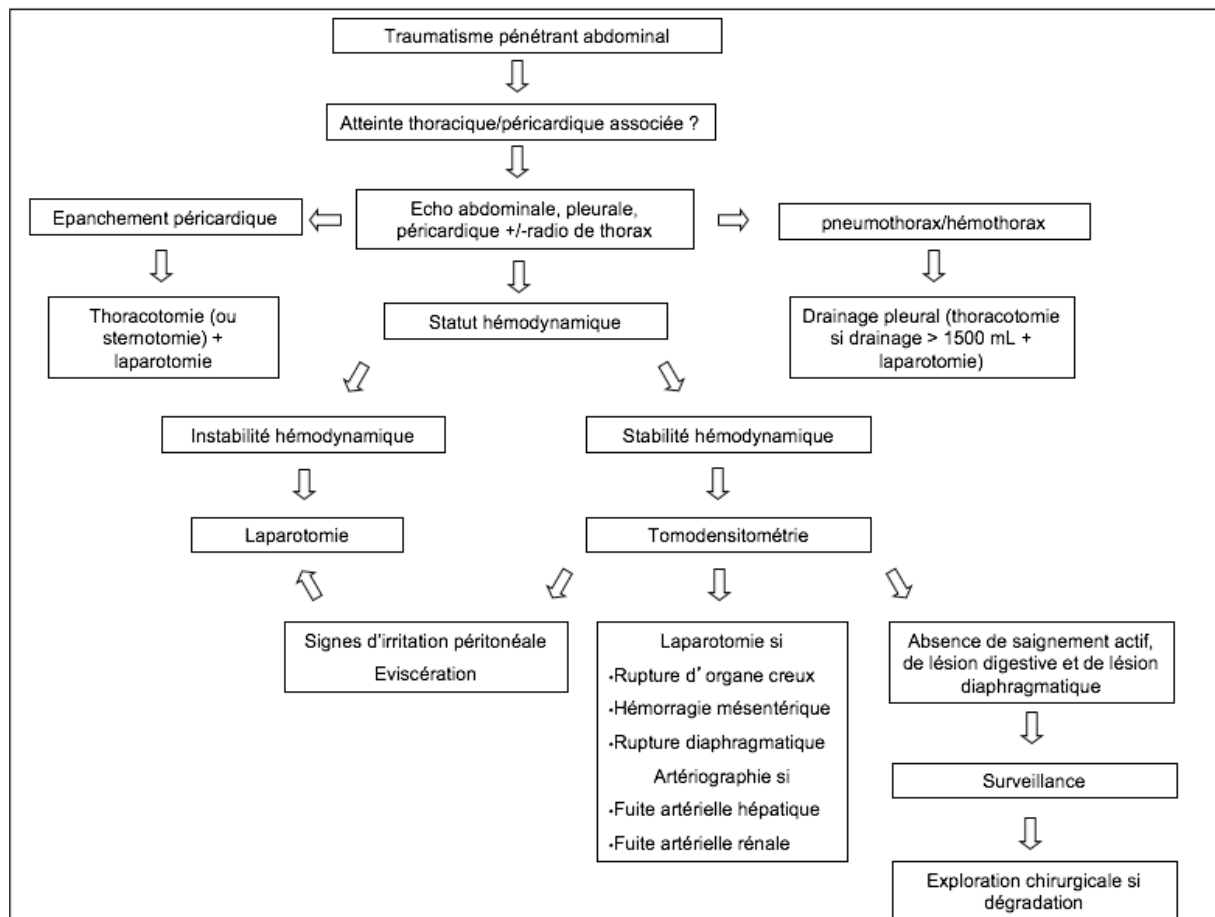 Traumatisme pénétrant abdominal
Atteinte thoracique/péricardique associée ?
Epanchement péricardique
Echo abdominale, pleurale,
péricardique +/-radio de thorax
pneumothorax/hémothorax
Thoracotomie (ou
sternotomie) +
laparotomie
Statut hémodynamique
Drainage pleural (thoracotomie
si drainage > 1500 mL +
laparotomie)
Instabilité hémodynamique
Stabilité hémodynamique
Laparotomie
Tomodensitométrie
Signes d'irritation péritonéale
Eviscération
Laparotomie si
•Rupture d' organe creux
•Hémorragie mésentérique
•Rupture diaphragmatique
Artériographie si
•Fuite artérielle hépatique
•Fuite artérielle rénale
Absence de saignement actif,
de lésion digestive et de lésion
diaphragmatique
Surveillance
Exploration chirurgicale si
dégradation